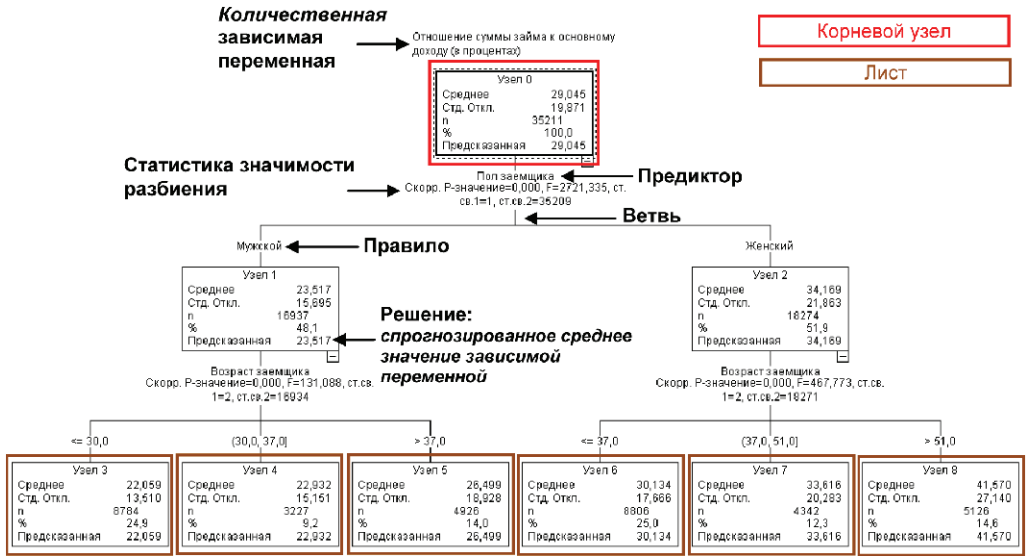 Количественная
зависимая
переменная
Отношение суммы займа к основному
доходу (в процентах)
Корневой узел
Лист
Узел 0
Среднее 29,045
Стд. Откл. 19,871
n 35211
% 100,0
Предсказанная 29,045
Статистика значимости
разбиения
Пол заемщика
Предиктор
Скорр. P-значение=0,000, F=2721,335, ст.
св.1=1, ст.св.2=35209
Ветвь
Мужской
Правило
Женский
Узел 1
Среднее 23,517
Стд. Откл. 15,695
n 16937
% 48,1
Предсказанная 23,517
Решение:
спрогнозированное среднее
значение зависимой
переменной
Узел 2
Среднее 34,169
Стд. Откл. 21,863
n 18274
% 51,9
Предсказанная 34,169
Возраст заемщика
Скорр. P-значение=0,000, F=131,088, ст.св.
1=2, ст.св.2=16934
Возраст заемщика
Скорр. P-значение=0,000, F=467,773, ст.св.
1=2, ст.св.2=18271
<= 30,0
(30,0, 37,0]
> 37,0
<= 37,0
(37,0, 51,0]
> 51,0
Узел 3
Среднее 22,059
Стд. Откл. 13,510
n 8784
% 24,9
Предсказанная 22,059
Узел 4
Среднее 22,932
Стд. Откл. 15,151
n 3227
% 9,2
Предсказанная 22,932
Узел 5
Среднее 26,499
Стд. Откл. 18,928
n 4926
% 14,0
Предсказанная 26,499
Узел 6
Среднее 30,134
Стд. Откл. 17,666
n 8806
% 25,0
Предсказанная 30,134
Узел 7
Среднее 33,616
Стд. Откл. 20,283
n 4342
% 12,3
Предсказанная 33,616
Узел 8
Среднее 41,570
Стд. Откл. 27,140
n 5126
% 14,6
Предсказанная 41,570